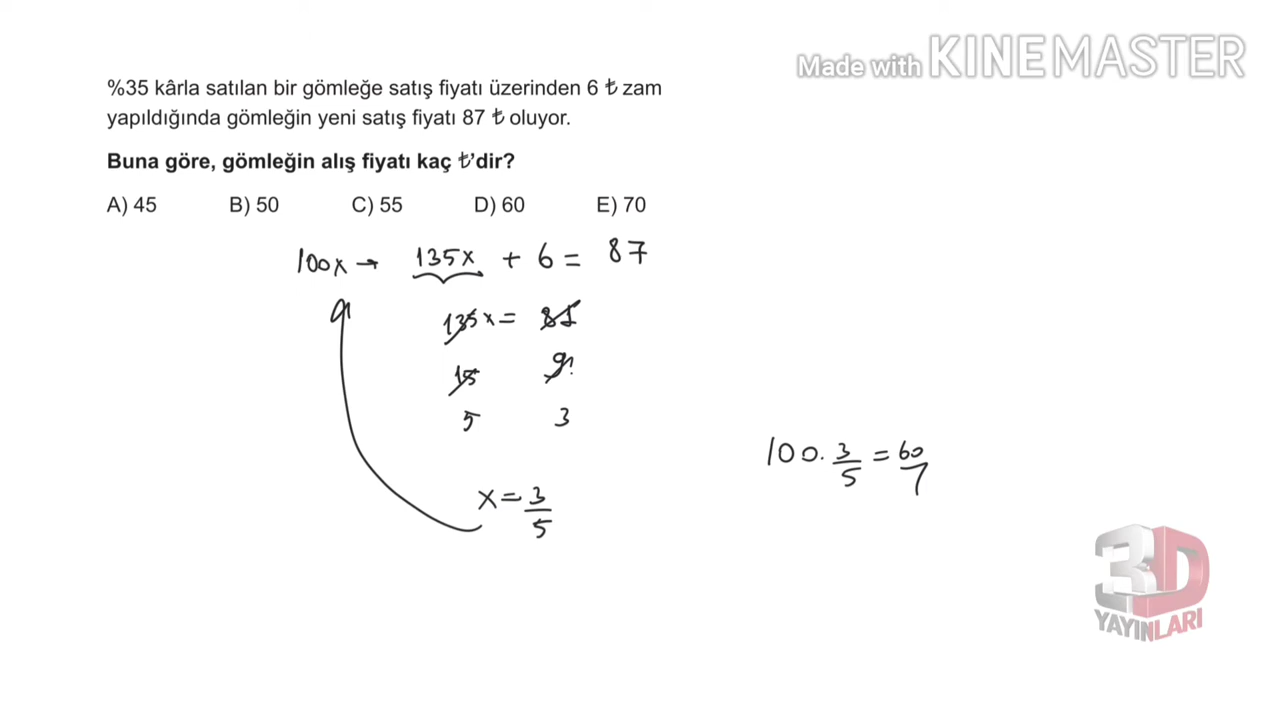 Made with KINEMASTER
%35 kârla satılan bir gömleğe satış fiyatı üzerinden 6 ₺ zam
yapıldığında gömleğin yeni satış fiyatı 87 ₺ oluyor.
Buna göre, gömleğin alış fiyatı kaç ₺'dir?
A) 45 B) 50 C) 55 D) 60 E) 70
100x → 135x + 6 = 87
135x = 81
15 9
5 3
100 . 3/5 = 60
x = 3/5
3D
YAYINLARI